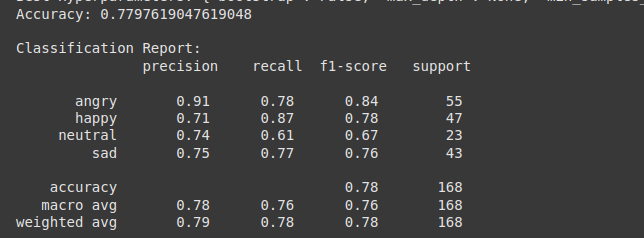 Best Hyperparameters: {'bootstrap': False, 'max_depth': None, 'min_samples_
Accuracy: 0.7797619047619048
Classification Report:
precision recall f1-score support
angry 0.91 0.78 0.84 55
happy 0.71 0.87 0.78 47
neutral 0.74 0.61 0.67 23
sad 0.75 0.77 0.76 43
accuracy 0.78 168
macro avg 0.78 0.76 0.76 168
weighted avg 0.79 0.78 0.78 168